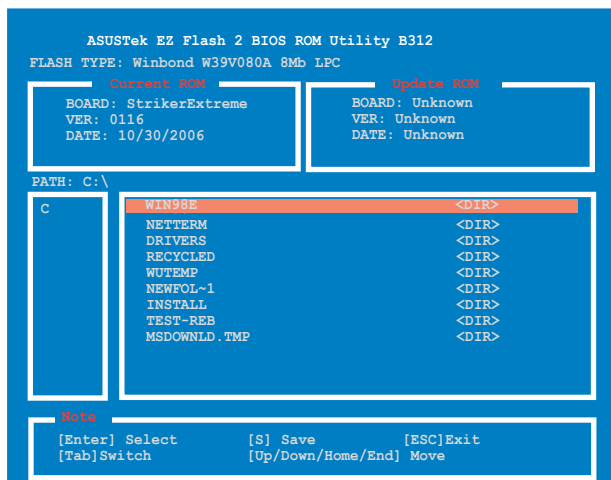 ASUSTek EZ Flash 2 BIOS ROM Utility B312
FLASH TYPE: Winbond W39V080A 8Mb LPC
Current ROM
BOARD: StrikerExtreme
VER: 0116
DATE: 10/30/2006
Update ROM
BOARD: Unknown
VER: Unknown
DATE: Unknown
PATH: C:\
C
WIN98E <DIR>
NETTERM <DIR>
DRIVERS <DIR>
RECYCLED <DIR>
WUTEMP <DIR>
NEWFOL~1 <DIR>
INSTALL <DIR>
TEST-REB <DIR>
MSDOWNLD.TMP <DIR>
Note
[Enter] Select [S] Save [ESC]Exit
[Tab]Switch [Up/Down/Home/End] Move